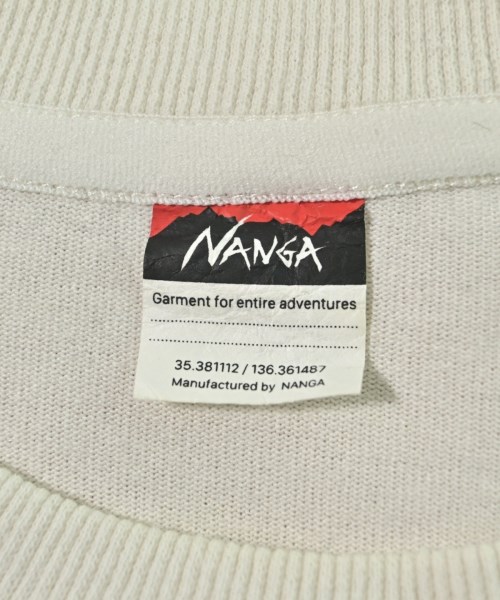 NANGA
Garment for entire adventures
35.381112 / 136.361487
Manufactured by NANGA